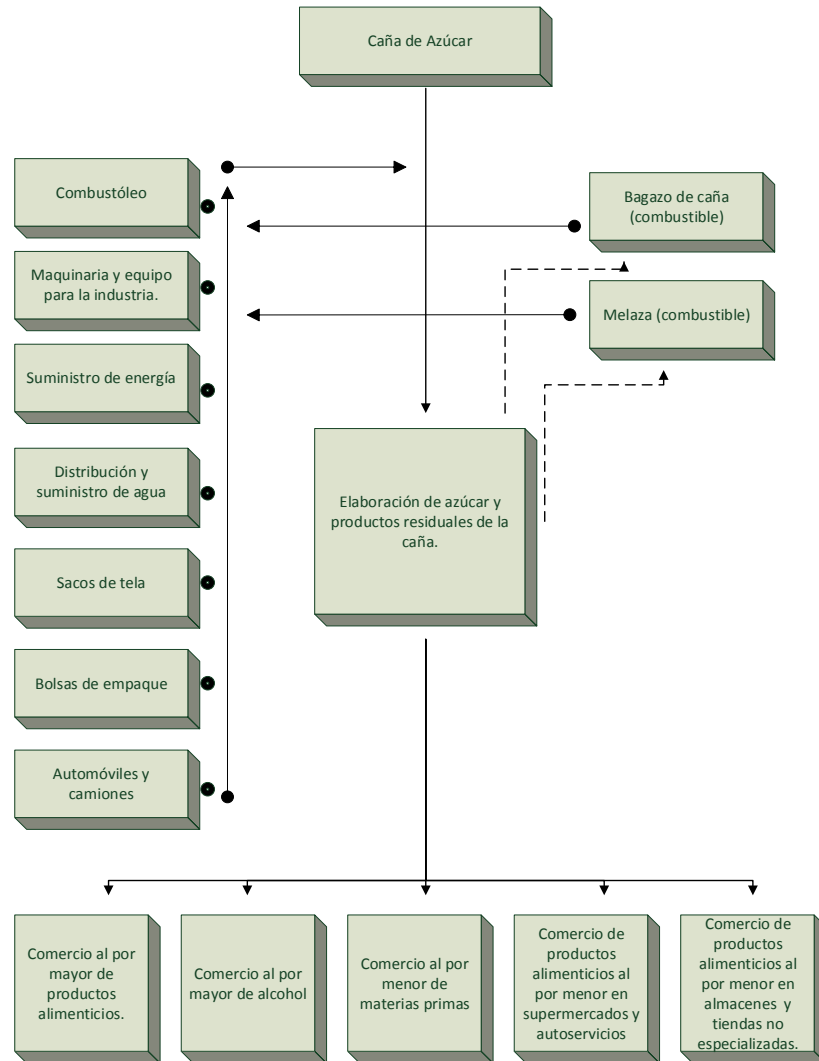 Caña de Azúcar
Combustóleo
Bagazo de caña
(combustible)
Maquinaria y equipo
para la industria.
Melaza (combustible)
Suministro de energía
Distribución y
suministro de agua
Elaboración de azúcar y
productos residuales de la
caña.
Sacos de tela
Bolsas de empaque
Automóviles y
camiones
Comercio al por
mayor de
productos
alimenticios.
Comercio al por
mayor de alcohol
Comercio al por
menor de
materias primas
Comercio de
productos
alimenticios al
por menor en
supermercados y
autoservicios
Comercio de
productos
alimenticios al
por menor en
almacenes y
tiendas no
especializadas.